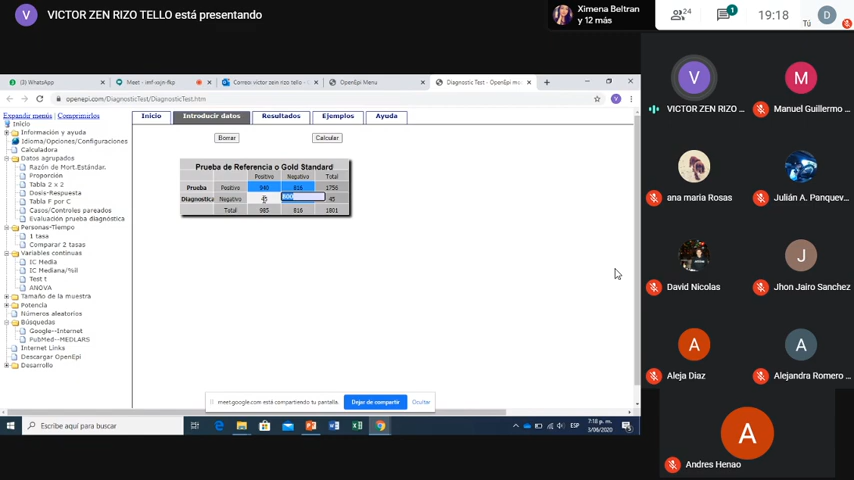 V VICTOR ZEN RIZO TELLO está presentando
Ximena Beltran
y 12 más
24
1
19:18
Tú
D
WhatsApp
Meet - imf-xsjn-fkp
Correo: victor zen rizo tello -
OpenEpi Menu
Diagnostic Test - OpenEpi mo
openepi.com/DiagnosticTest/DiagnosticTest.htm
V
Expandir menús | Comprimirlos
Inicio
Información y ayuda
Idioma/Opciones/Configuraciones
Calculadora
Datos agrupados
Razón de Mort.Estándar.
Proporción
Tabla 2 x 2
Dosis-Respuesta
Tabla F por C
Casos/Controles pareados
Evaluación prueba diagnóstica
Personas-Tiempo
1 tasa
Comparar 2 tasas
Variables continuas
IC Media
IC Mediana/%il
Test t
ANOVA
Tamaño de la muestra
Potencia
Números aleatorios
Búsquedas
Google--Internet
PubMed--MEDLARS
Internet Links
Descargar OpenEpi
Desarrollo
Inicio
Introducir datos
Resultados
Ejemplos
Ayuda
Borrar
Calcular
Prueba de Referencia o Gold Standard
Positivo Negativo Total
Prueba Positivo 940 816 1756
Diagnostica Negativo 45 800 45
Total 985 816 1801
meet.google.com está compartiendo tu pantalla.
Dejar de compartir
Ocultar
Escribe aquí para buscar
ESP
7:18 p. m.
3/06/2020
V
VICTOR ZEN RIZO ...
M
Manuel Guillermo ...
ana maria Rosas
Julián A. Panquev...
David Nicolas
J
Jhon Jairo Sanchez
A
Aleja Diaz
A
Alejandra Romero ...
A
Andres Henao